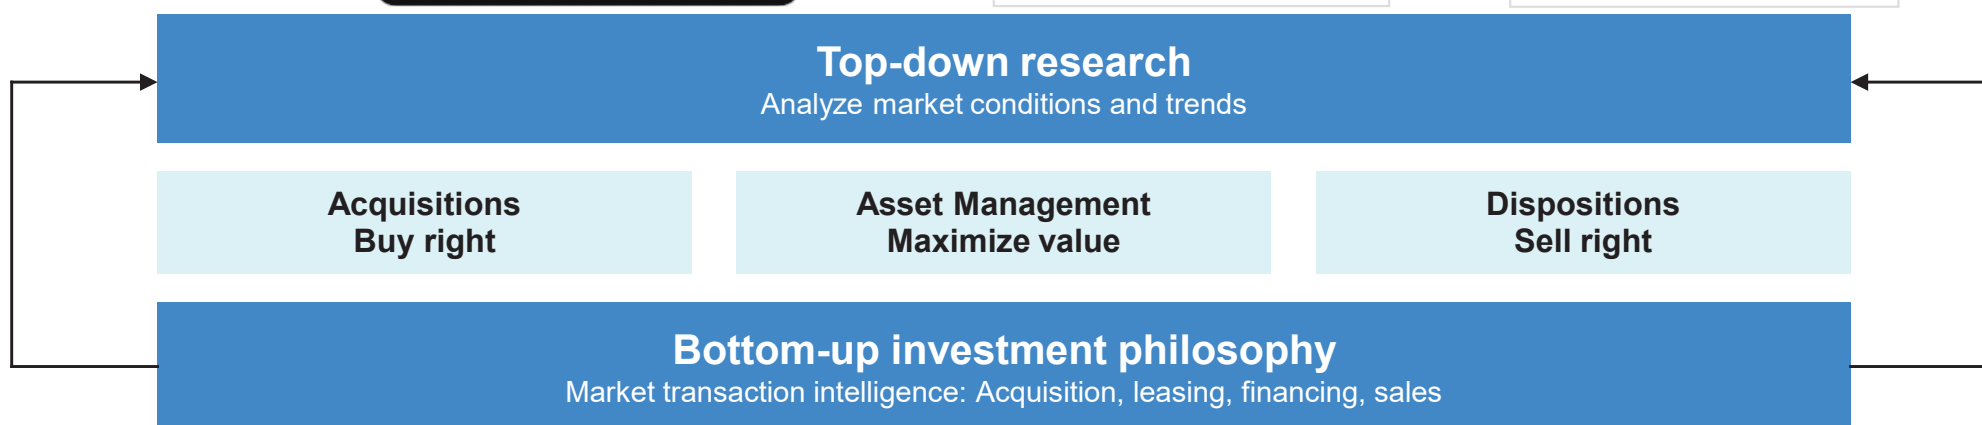 Top-down research
Analyze market conditions and trends
Acquisitions
Buy right
Asset Management
Maximize value
Dispositions
Sell right
Bottom-up investment philosophy
Market transaction intelligence: Acquisition, leasing, financing, sales